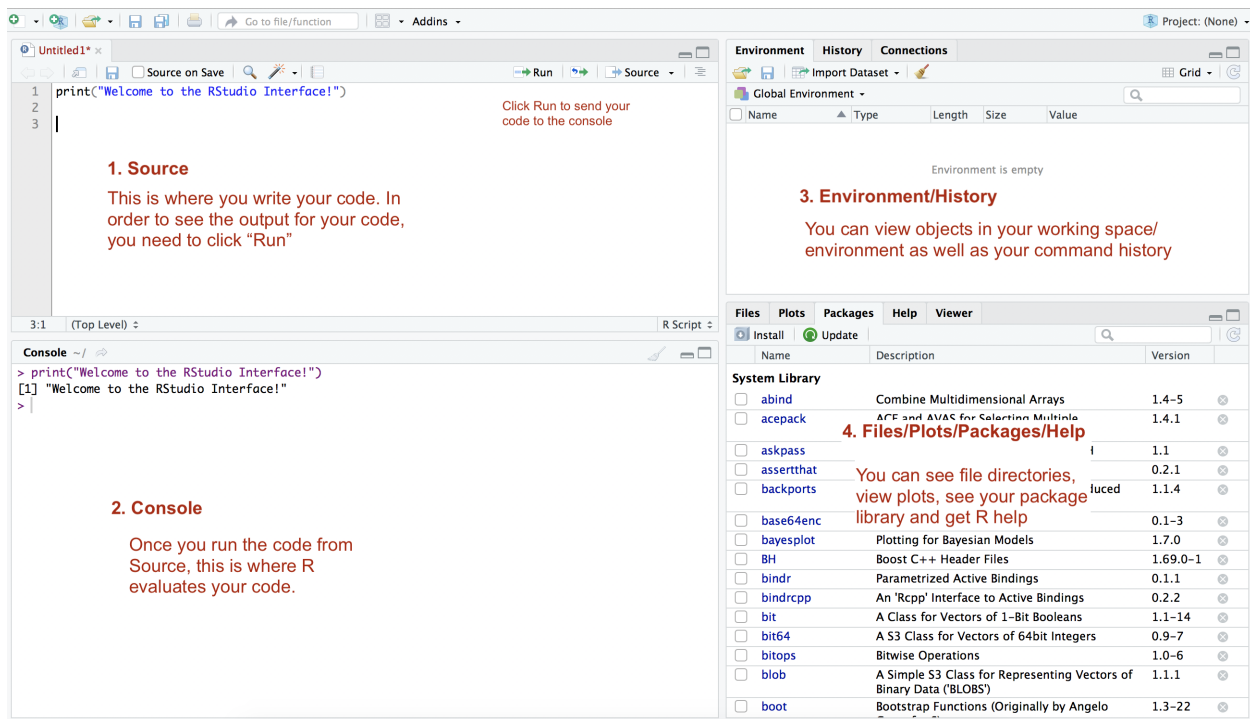 Go to file/function
Addins
Project: (None)
Untitled1*
Source on Save
Run
Source
1 print("Welcome to the RStudio Interface!")
2
3
Click Run to send your
code to the console
1. Source
This is where you write your code. In
order to see the output for your code,
you need to click “Run”
3:1 (Top Level) R Script
Console ~/
> print("Welcome to the RStudio Interface!")
[1] "Welcome to the RStudio Interface!"
>
2. Console
Once you run the code from
Source, this is where R
evaluates your code.
Environment History Connections
Import Dataset
Grid
Global Environment
Name Type Length Size Value
Environment is empty
3. Environment/History
You can view objects in your working space/
environment as well as your command history
Files Plots Packages Help Viewer
Install Update
Name Description Version
System Library
abind Combine Multidimensional Arrays 1.4-5
acepack ACE and AVAS for Selecting Multiple 1.4.1
4. Files/Plots/Packages/Help
askpass 1.1
assertthat 0.2.1
You can see file directories,
backports 1.1.4
view plots, see your package
library and get R help
base64enc 0.1-3
bayesplot Plotting for Bayesian Models 1.7.0
BH Boost C++ Header Files 1.69.0-1
bindr Parametrized Active Bindings 0.1.1
bindrcpp An 'Rcpp' Interface to Active Bindings 0.2.2
bit A Class for Vectors of 1-Bit Booleans 1.1-14
bit64 A S3 Class for Vectors of 64bit Integers 0.9-7
bitops Bitwise Operations 1.0-6
blob A Simple S3 Class for Representing Vectors of 1.1.1
Binary Data ('BLOBS')
boot Bootstrap Functions (Originally by Angelo 1.3-22